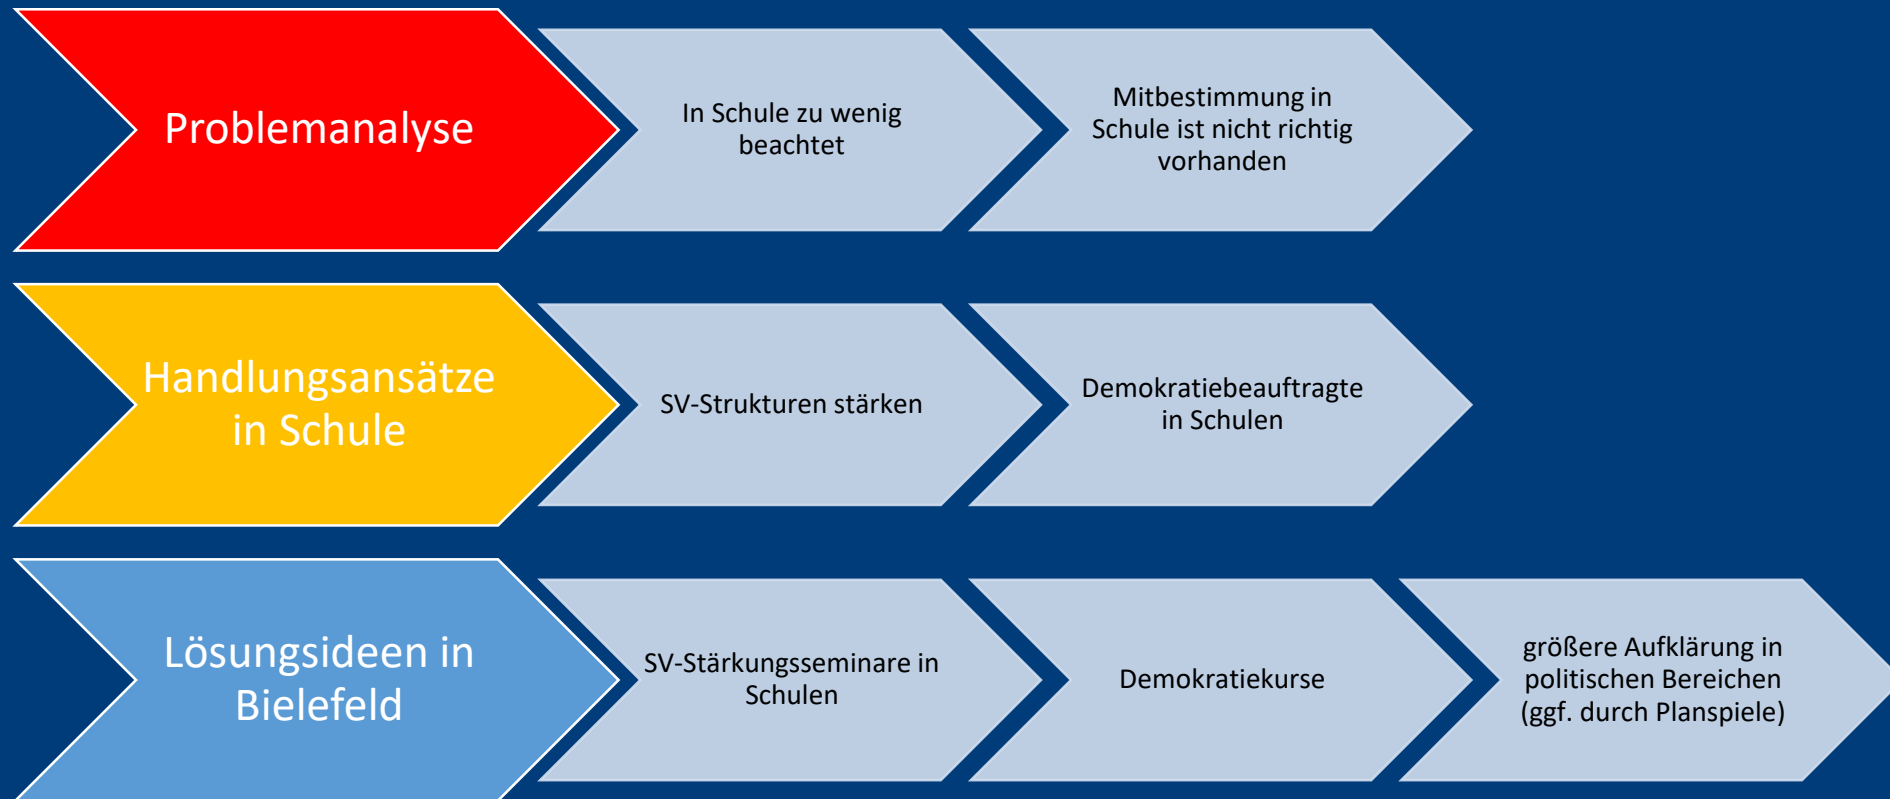 Problemanalyse
In Schule zu wenig
beachtet
Mitbestimmung in
Schule ist nicht richtig
vorhanden
Handlungsansätze
in Schule
SV-Strukturen stärken
Demokratiebeauftragte
in Schulen
Lösungsideen in
Bielefeld
SV-Stärkungsseminare in
Schulen
Demokratiekurse
größere Aufklärung in
politischen Bereichen
(ggf. durch Planspiele)